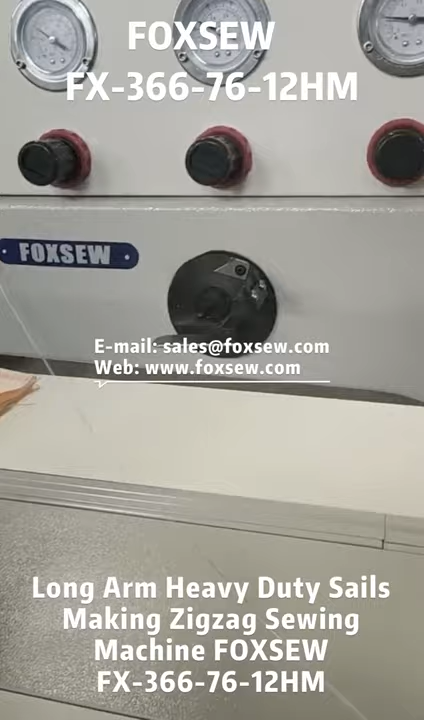 FOXSEW
FX-366-76-12HM
FOXSEW
E-mail: sales@foxsew.com
Web: www.foxsew.com
Long Arm Heavy Duty Sails
Making Zigzag Sewing
Machine FOXSEW
FX-366-76-12HM